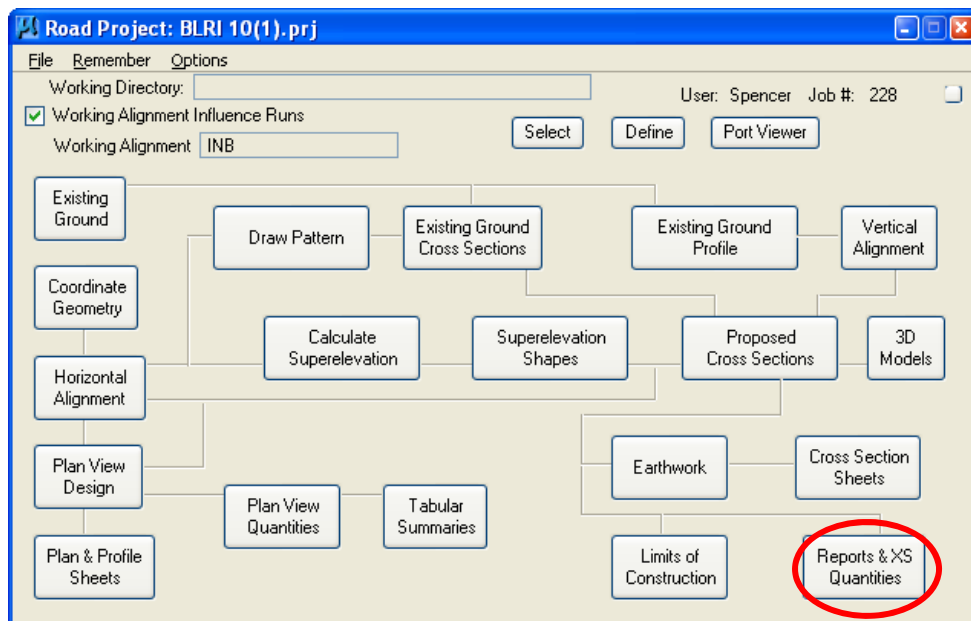 Road Project: BLRI 10(1).prj
File Remember Options
Working Directory:
User: Spencer Job #: 228
Working Alignment Influence Runs
Working Alignment INB
Select Define Port Viewer
Existing
Ground
Draw Pattern
Existing Ground
Cross Sections
Existing Ground
Profile
Vertical
Alignment
Coordinate
Geometry
Calculate
Superelevation
Superelevation
Shapes
Proposed
Cross Sections
3D
Models
Horizontal
Alignment
Plan View
Design
Earthwork
Cross Section
Sheets
Plan View
Quantities
Tabular
Summaries
Plan & Profile
Sheets
Limits of
Construction
Reports & XS
Quantities